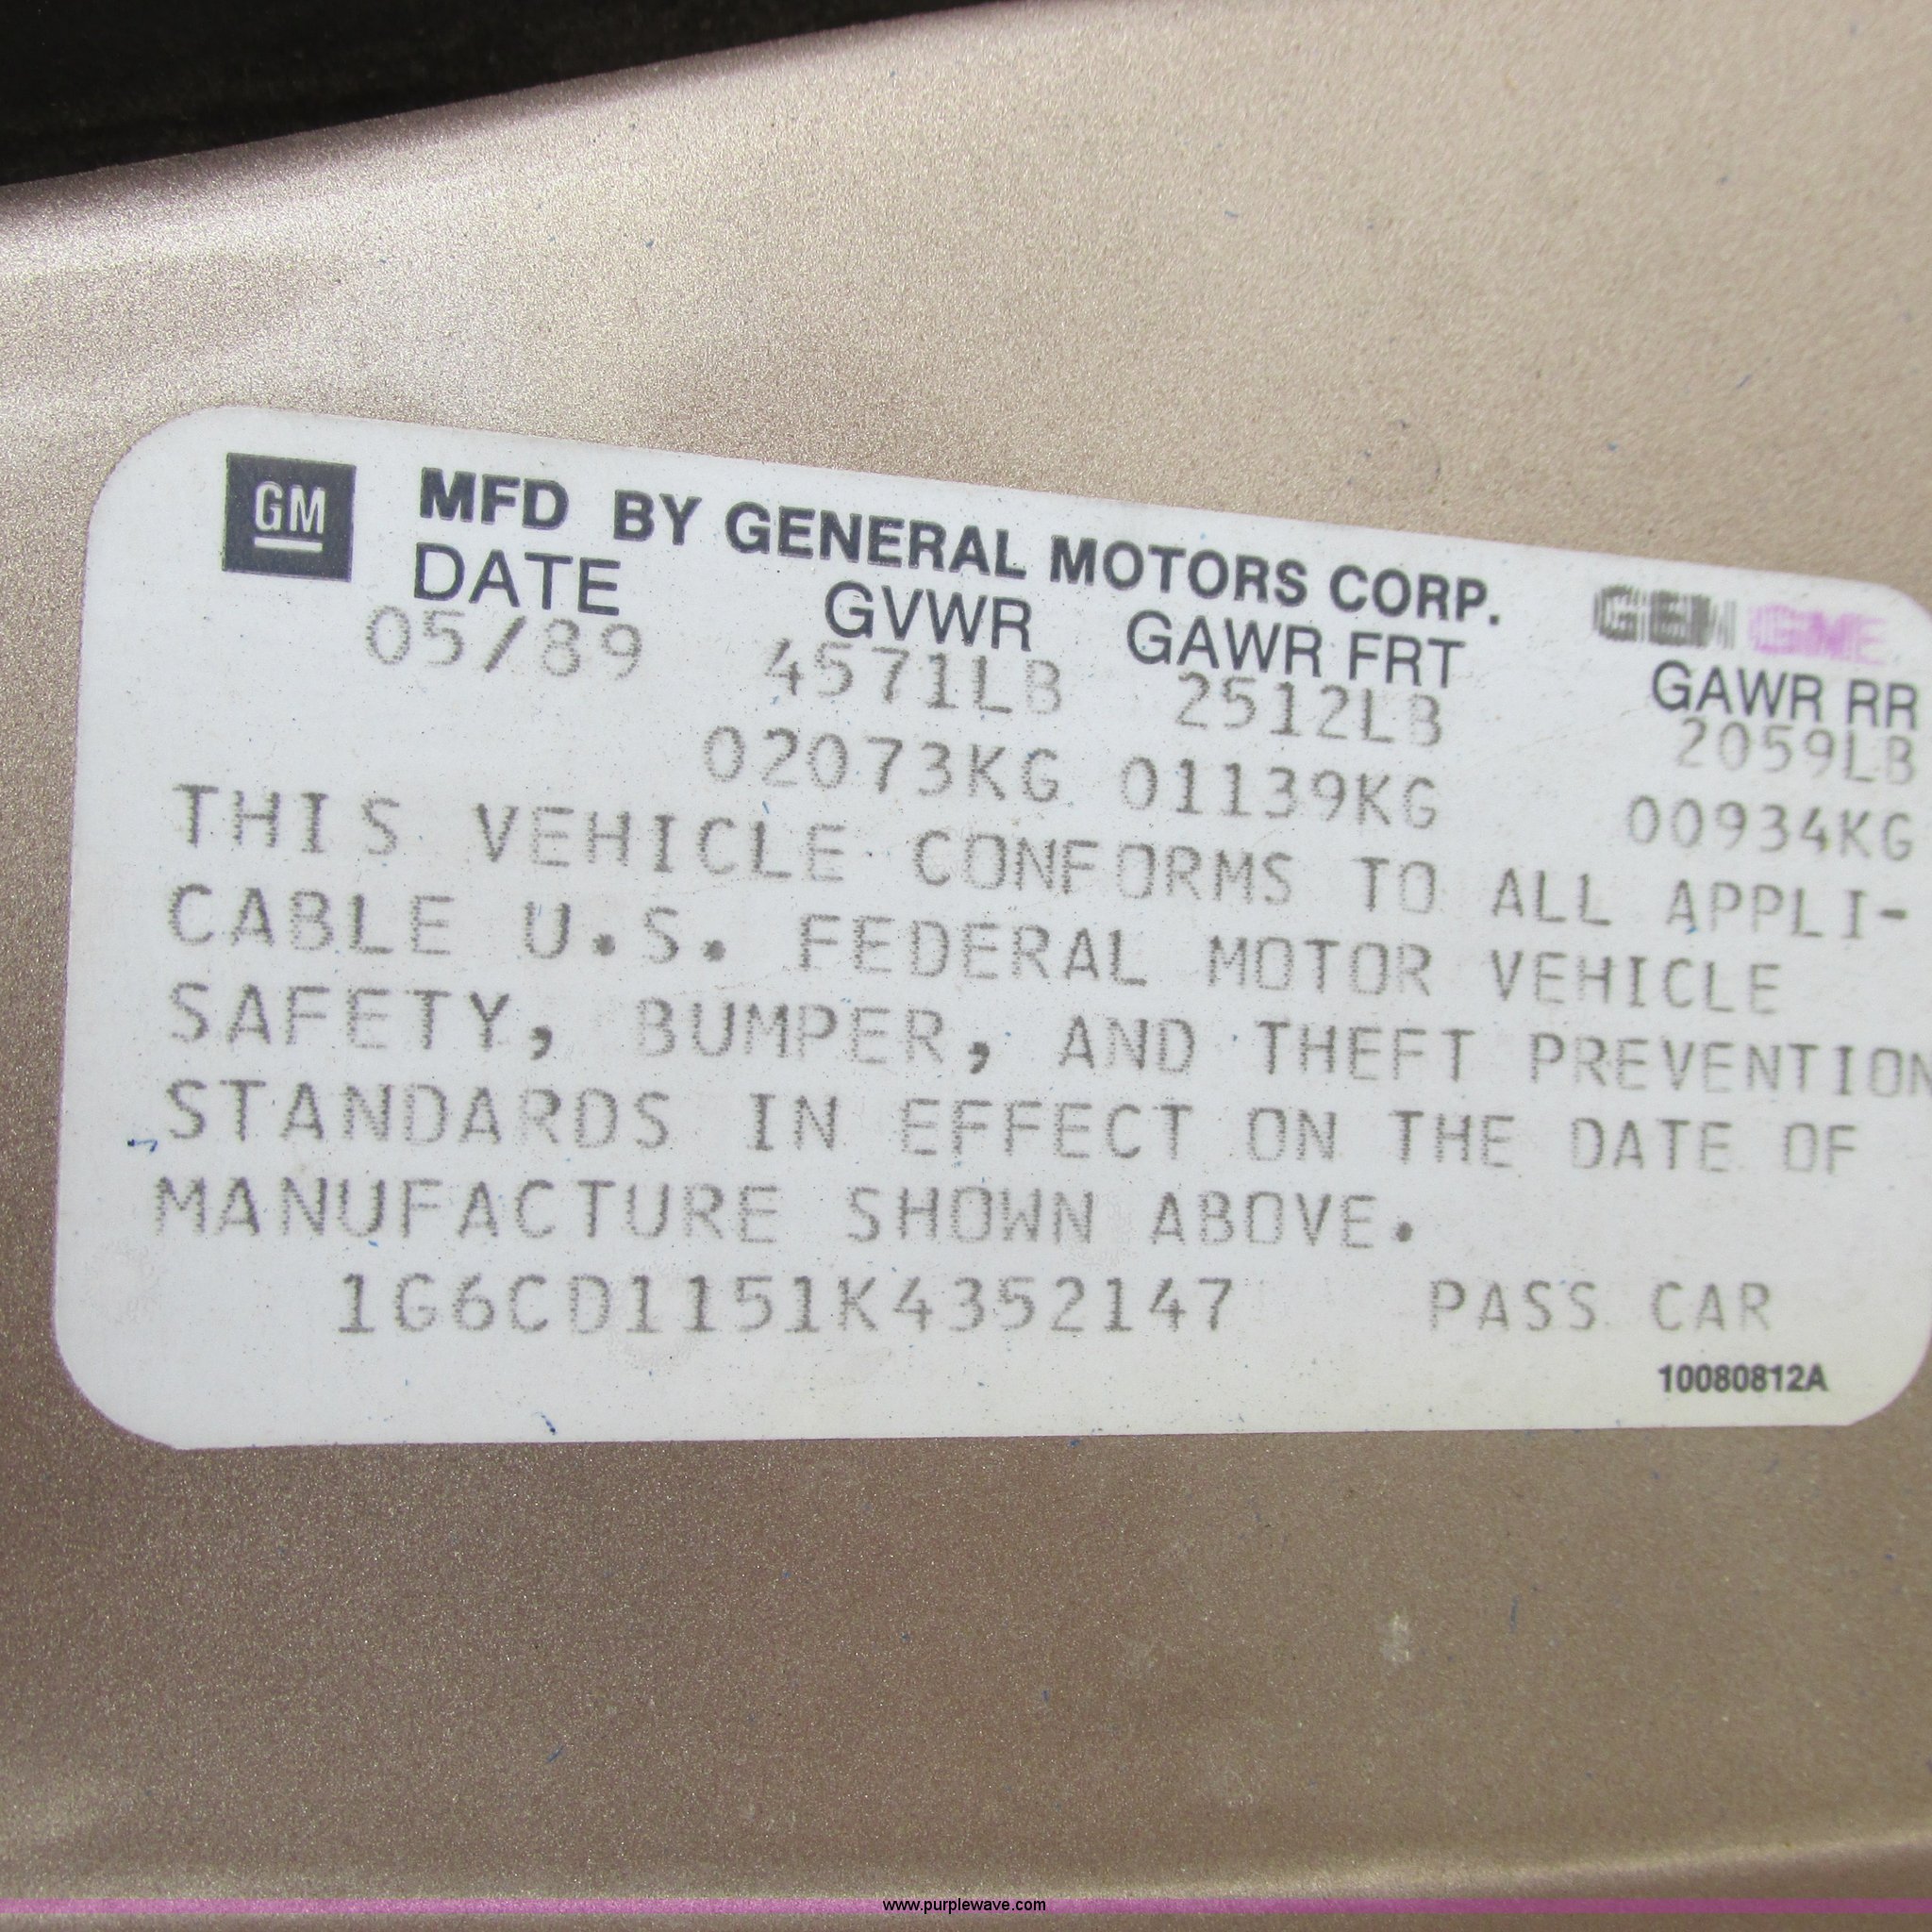 GM MFD BY GENERAL MOTORS CORP. GEN GME
DATE GVWR GAWR FRT GAWR RR
05/89 4571LB 2512LB 2059LB
02073KG 01139KG 00934KG
THIS VEHICLE CONFORMS TO ALL APPLI-
CABLE U.S. FEDERAL MOTOR VEHICLE
SAFETY, BUMPER, AND THEFT PREVENTION
STANDARDS IN EFFECT ON THE DATE OF
MANUFACTURE SHOWN ABOVE.
1G6CD1151K4352147 PASS CAR
10080812A
www.purplewave.com